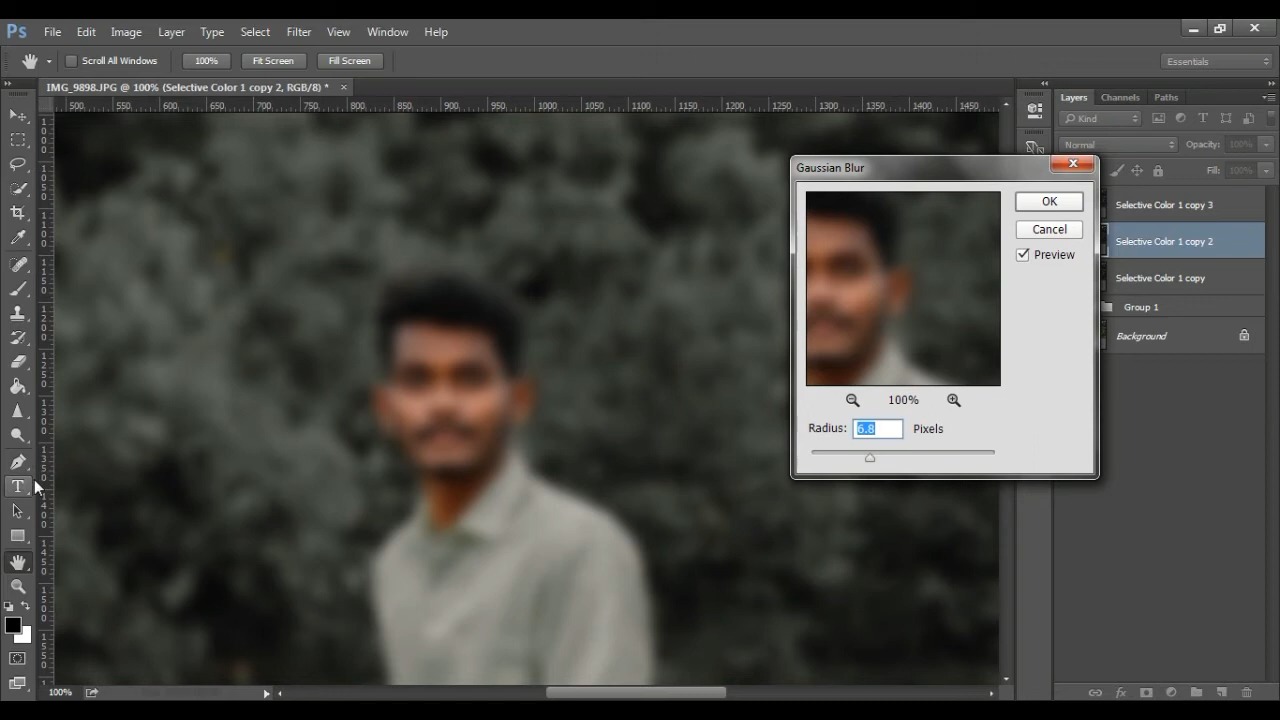 Ps File Edit Image Layer Type Select Filter View Window Help
Scroll All Windows 100% Fit Screen Fill Screen Essentials
IMG_9898.JPG @ 100% (Selective Color 1 copy 2, RGB/8) * ×
Layers Channels Paths
500 550 600 650 700 750 800 850 900 950 1000 1050 1100 1150 1200 1250 1300 1350 1400 1450
Kind
Normal Opacity: 100%
Fill: 100%
Gaussian Blur
OK
Cancel
Preview
100%
Radius: 6.8 Pixels
Selective Color 1 copy 3
Selective Color 1 copy 2
Selective Color 1 copy
Group 1
Background
T
100%
fx